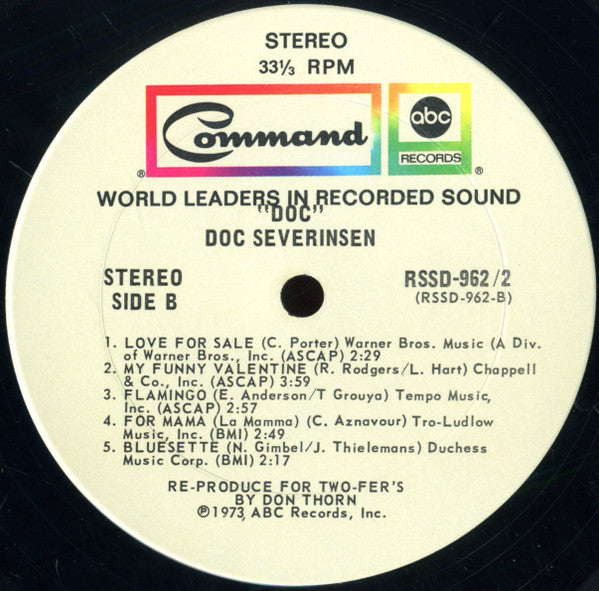 STEREO
33⅓ RPM
Command
abc
RECORDS
® ®
WORLD LEADERS IN RECORDED SOUND
"DOC"
DOC SEVERINSEN
STEREO
SIDE B
RSSD-962/2
(RSSD-962-B)
1. LOVE FOR SALE (C. Porter) Warner Bros. Music (A Div.
of Warner Bros., Inc. (ASCAP) 2:29
2. MY FUNNY VALENTINE (R. Rodgers/L. Hart) Chappell
& Co., Inc. (ASCAP) 3:59
3. FLAMINGO (E. Anderson/T Grouya) Tempo Music,
Inc. (ASCAP) 2:57
4. FOR MAMA (La Mamma) (C. Aznavour) Tro-Ludlow
Music, Inc. (BMI) 2:49
5. BLUESETTE (N. Gimbel/J. Thielemans) Duchess
Music Corp. (BMI) 2:17
RE-PRODUCE FOR TWO-FER'S
BY DON THORN
℗1973, ABC Records, Inc.